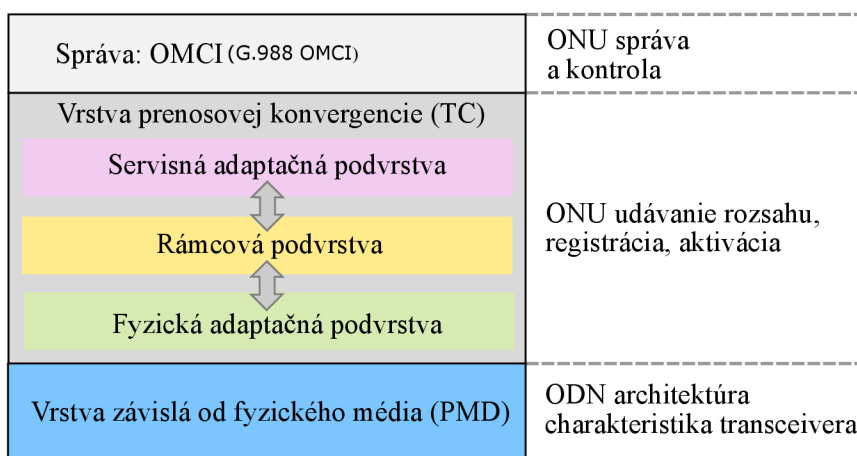 Správa: OMCI (G.988 OMCI)
ONU správa
a kontrola
Vrstva prenosovej konvergencie (TC)
Servisná adaptačná podvrstva
Rámcová podvrstva
Fyzická adaptačná podvrstva
ONU udávanie rozsahu,
registrácia, aktivácia
Vrstva závislá od fyzického média (PMD)
ODN architektúra
charakteristika transceivera